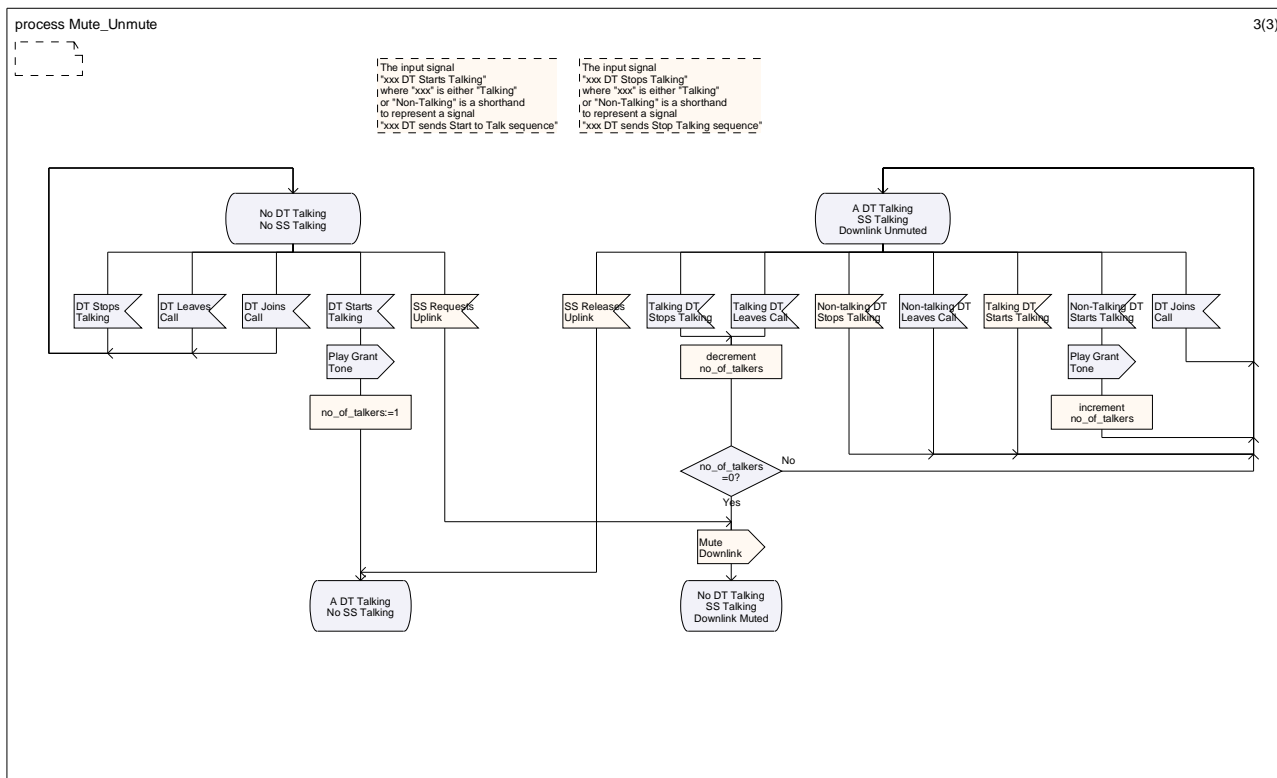 process Mute_Unmute
3(3)
The input signal
"xxx DT Starts Talking"
where "xxx" is either "Talking"
or "Non-Talking" is a shorthand
to represent a signal
"xxx DT sends Start to Talk sequence"
The input signal
"xxx DT Stops Talking"
where "xxx" is either "Talking"
or "Non-Talking" is a shorthand
to represent a signal
"xxx DT sends Stop Talking sequence"
No DT Talking
No SS Talking
A DT Talking
SS Talking
Downlink Unmuted
DT Stops
Talking
DT Leaves
Call
DT Joins
Call
DT Starts
Talking
SS Requests
Uplink
SS Releases
Uplink
Talking DT
Stops Talking
Talking DT
Leaves Call
Non-talking DT
Stops Talking
Non-talking DT
Leaves Call
Talking DT
Starts Talking
Non-Talking DT
Starts Talking
DT Joins
Call
Play Grant
Tone
decrement
no_of_talkers
Play Grant
Tone
no_of_talkers:=1
increment
no_of_talkers
no_of_talkers
=0?
No
Yes
Mute
Downlink
A DT Talking
No SS Talking
No DT Talking
SS Talking
Downlink Muted